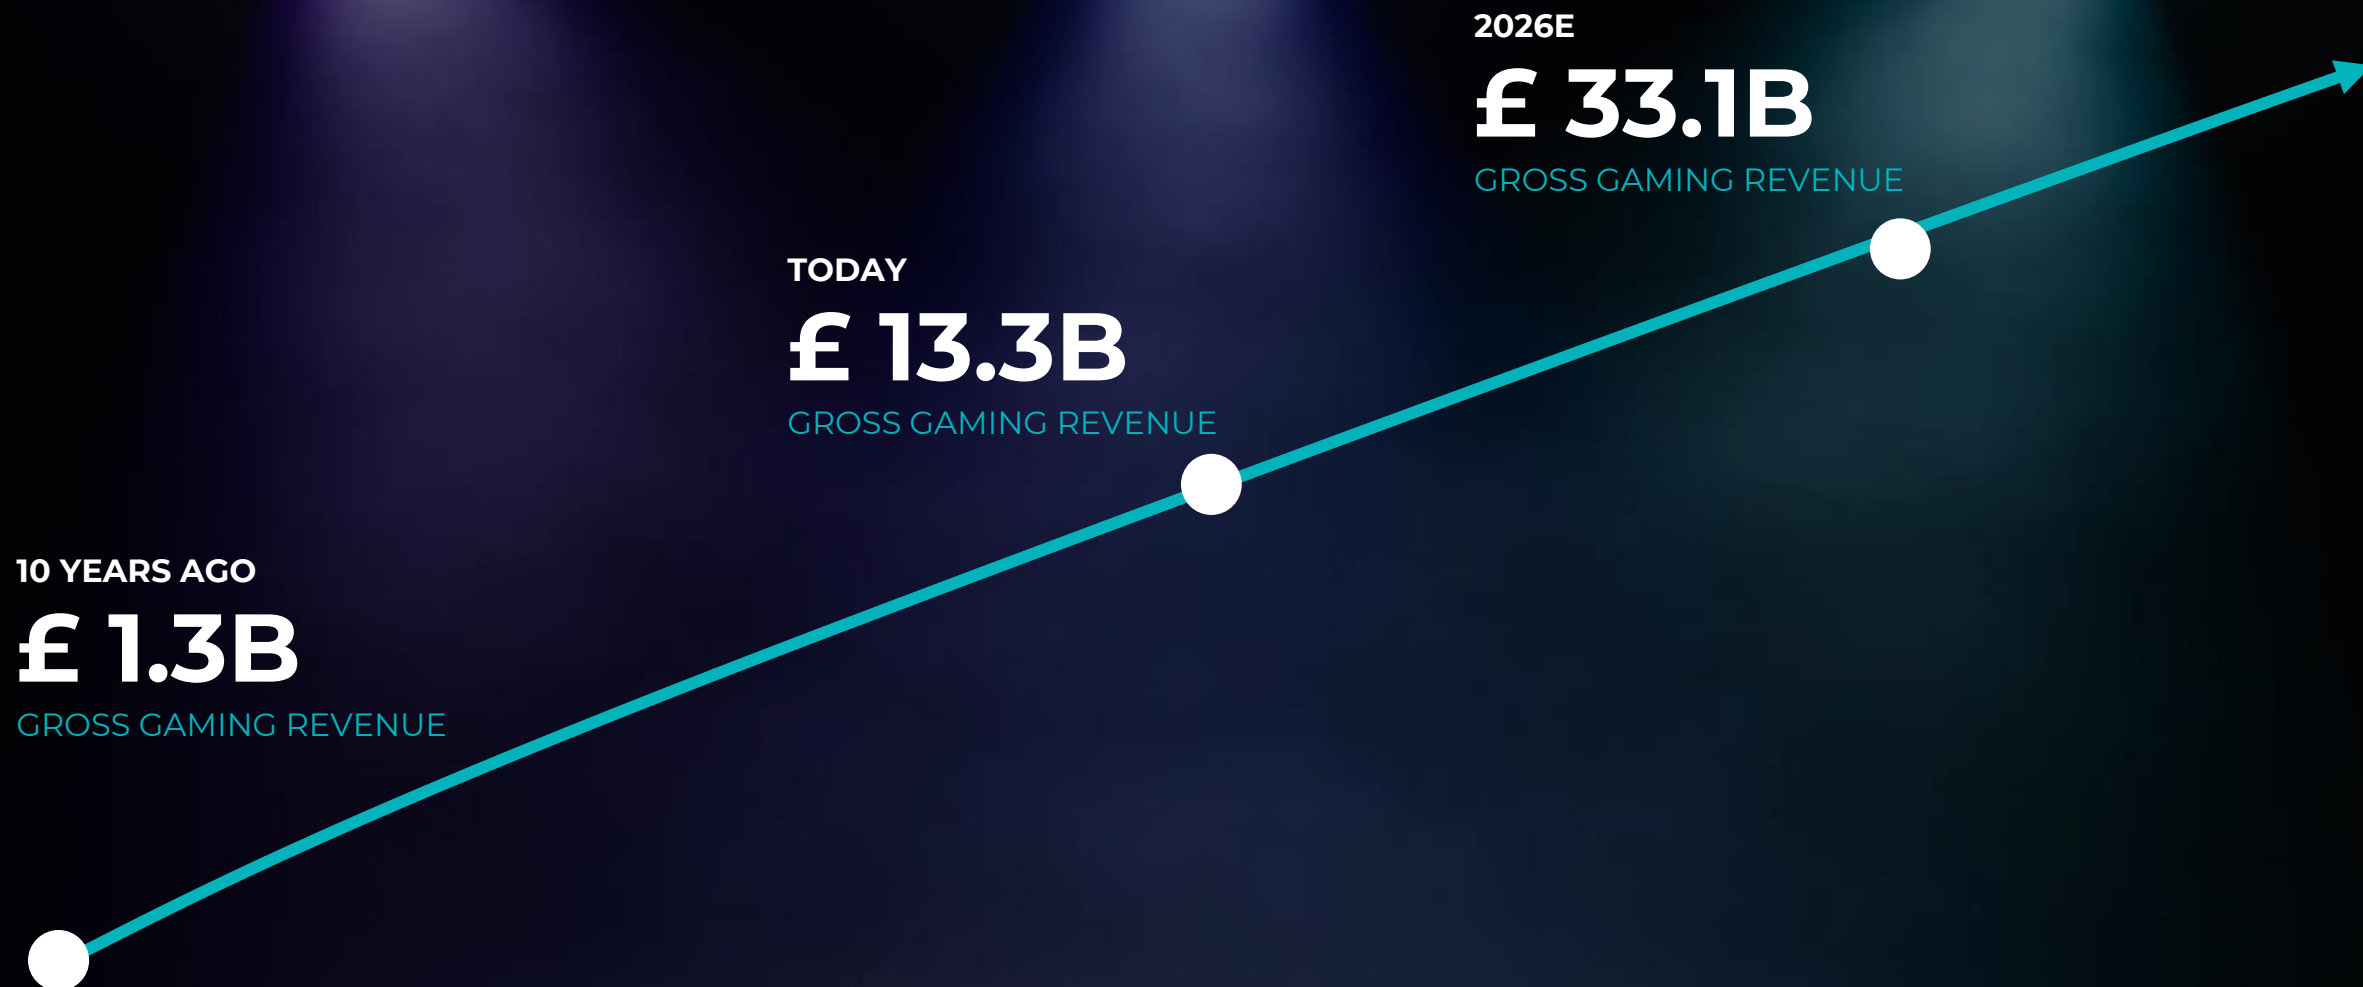 2026E
£ 33.1B
GROSS GAMING REVENUE
TODAY
£ 13.3B
GROSS GAMING REVENUE
10 YEARS AGO
£ 1.3B
GROSS GAMING REVENUE